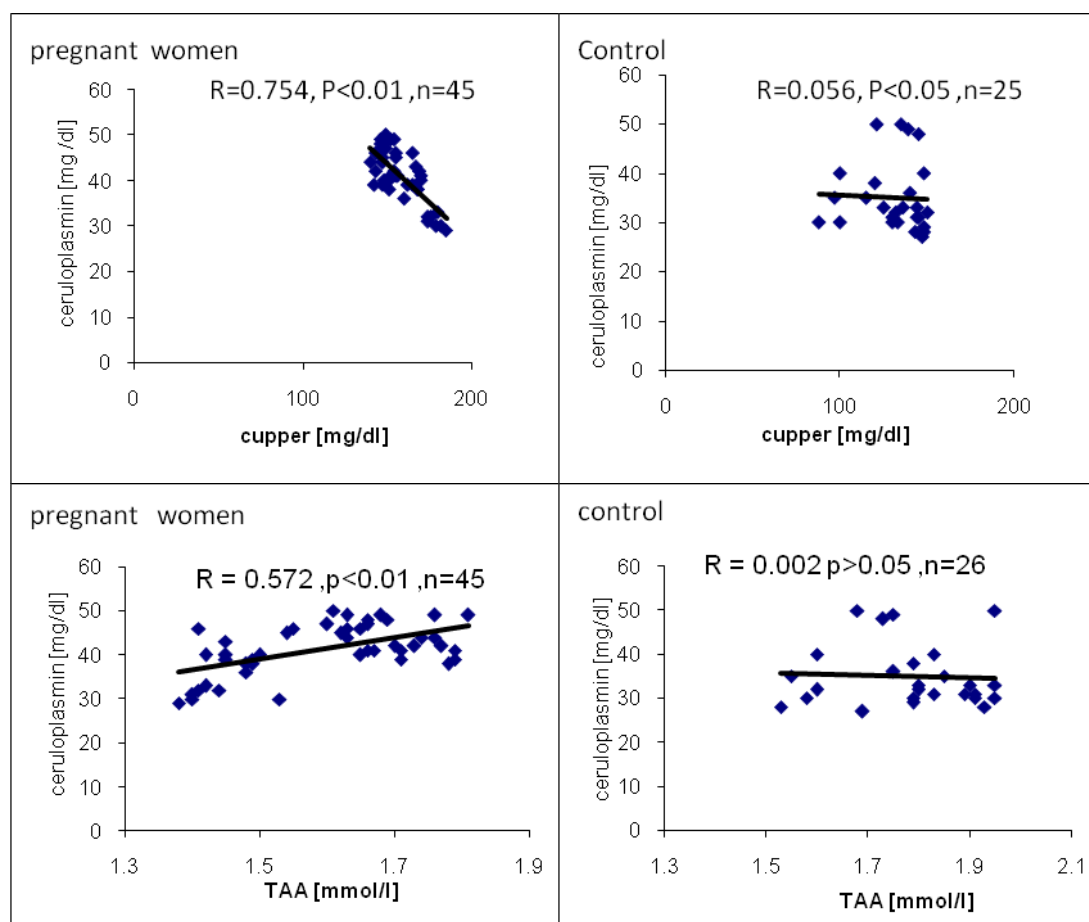 pregnant women
R=0.754, P<0.01 ,n=45
60
50
40
30
20
10
0
ceruloplasmin [mg /dl]
0
100
200
cupper [mg/dl]
Control
R=0.056, P<0.05 ,n=25
60
50
40
30
20
10
0
ceruloplasmin [mg/dl]
0
100
200
cupper [mg/dl]
pregnant women
R = 0.572 ,p<0.01 ,n=45
60
50
40
30
20
10
0
ceruloplasmin [mg/dl]
1.3
1.5
1.7
1.9
TAA [mmol/l]
control
R = 0.002 p>0.05 ,n=26
60
50
40
30
20
10
0
ceruloplasmin [mg/dl]
1.3
1.5
1.7
1.9
2.1
TAA [mmol/l]